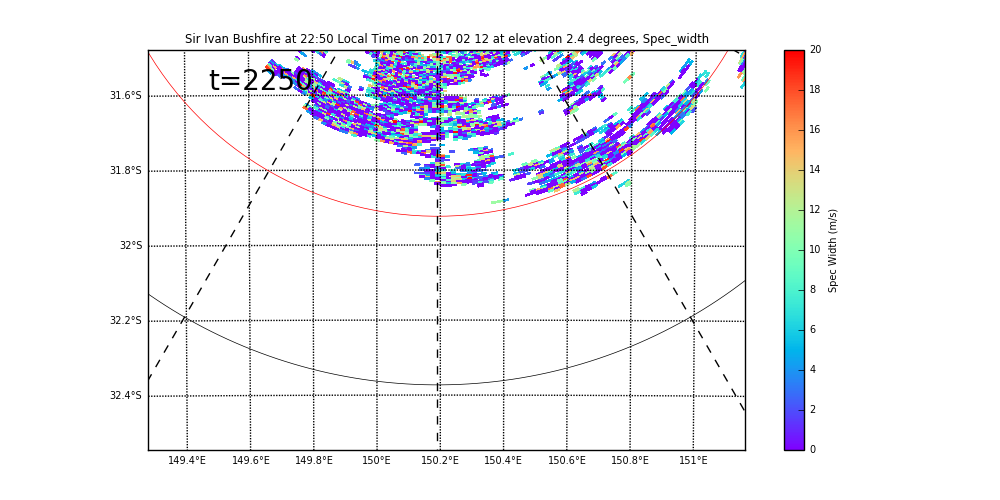 Sir Ivan Bushfire at 22:50 Local Time on 2017 02 12 at elevation 2.4 degrees, Spec_width
t=2250
31.6°S
31.8°S
32°S
32.2°S
32.4°S
149.4°E 149.6°E 149.8°E 150°E 150.2°E 150.4°E 150.6°E 150.8°E 151°E
20
18
16
14
12
10
8
6
4
2
0
Spec Width (m/s)